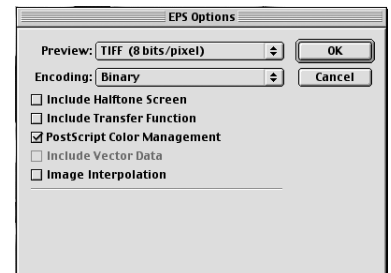 EPS Options
Preview: TIFF (8 bits/pixel) OK
Encoding: Binary Cancel
Include Halftone Screen
Include Transfer Function
PostScript Color Management
Include Vector Data
Image Interpolation